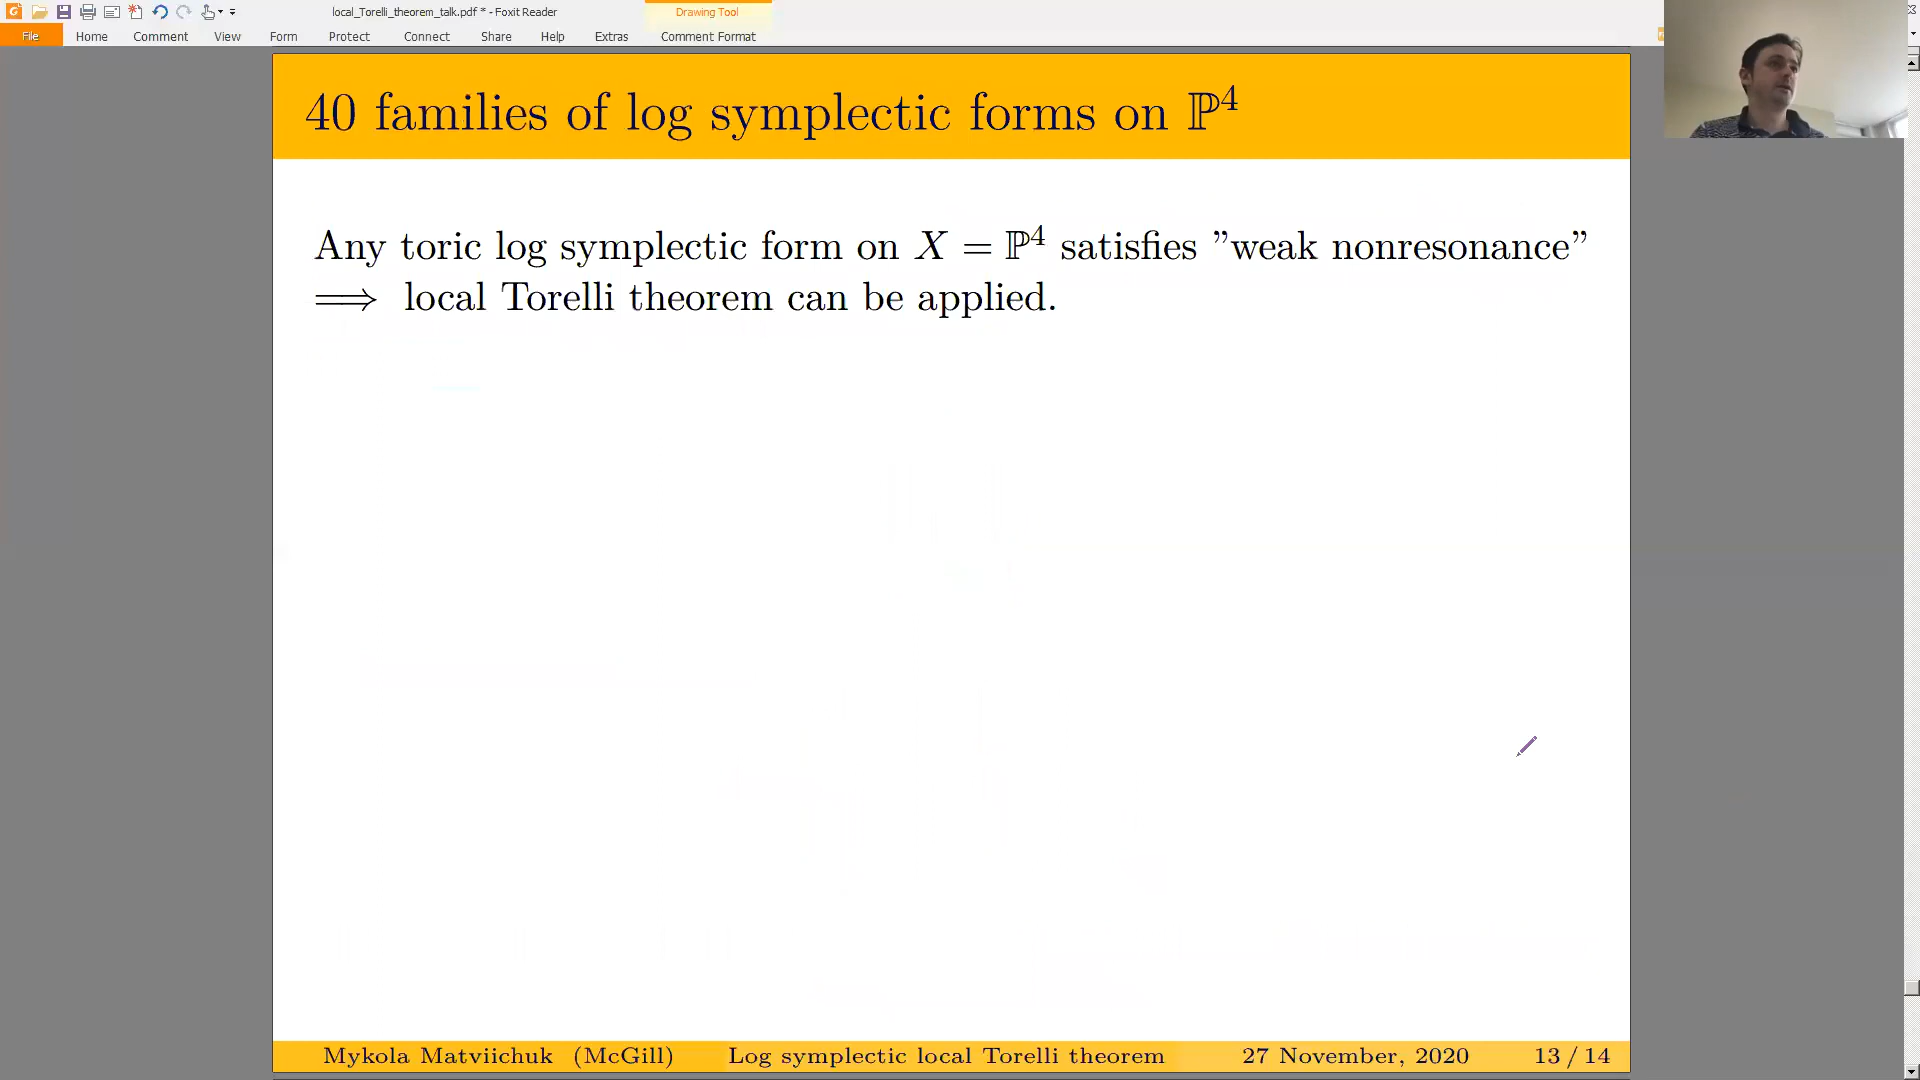 local_Torelli_theorem_talk.pdf * - Foxit Reader
Drawing Tool
File Home Comment View Form Protect Connect Share Help Extras Comment Format
40 families of log symplectic forms on ℙ⁴
Any toric log symplectic form on X = ℙ⁴ satisfies ”weak nonresonance”
⟹ local Torelli theorem can be applied.
Mykola Matviichuk (McGill) Log symplectic local Torelli theorem 27 November, 2020 13 / 14